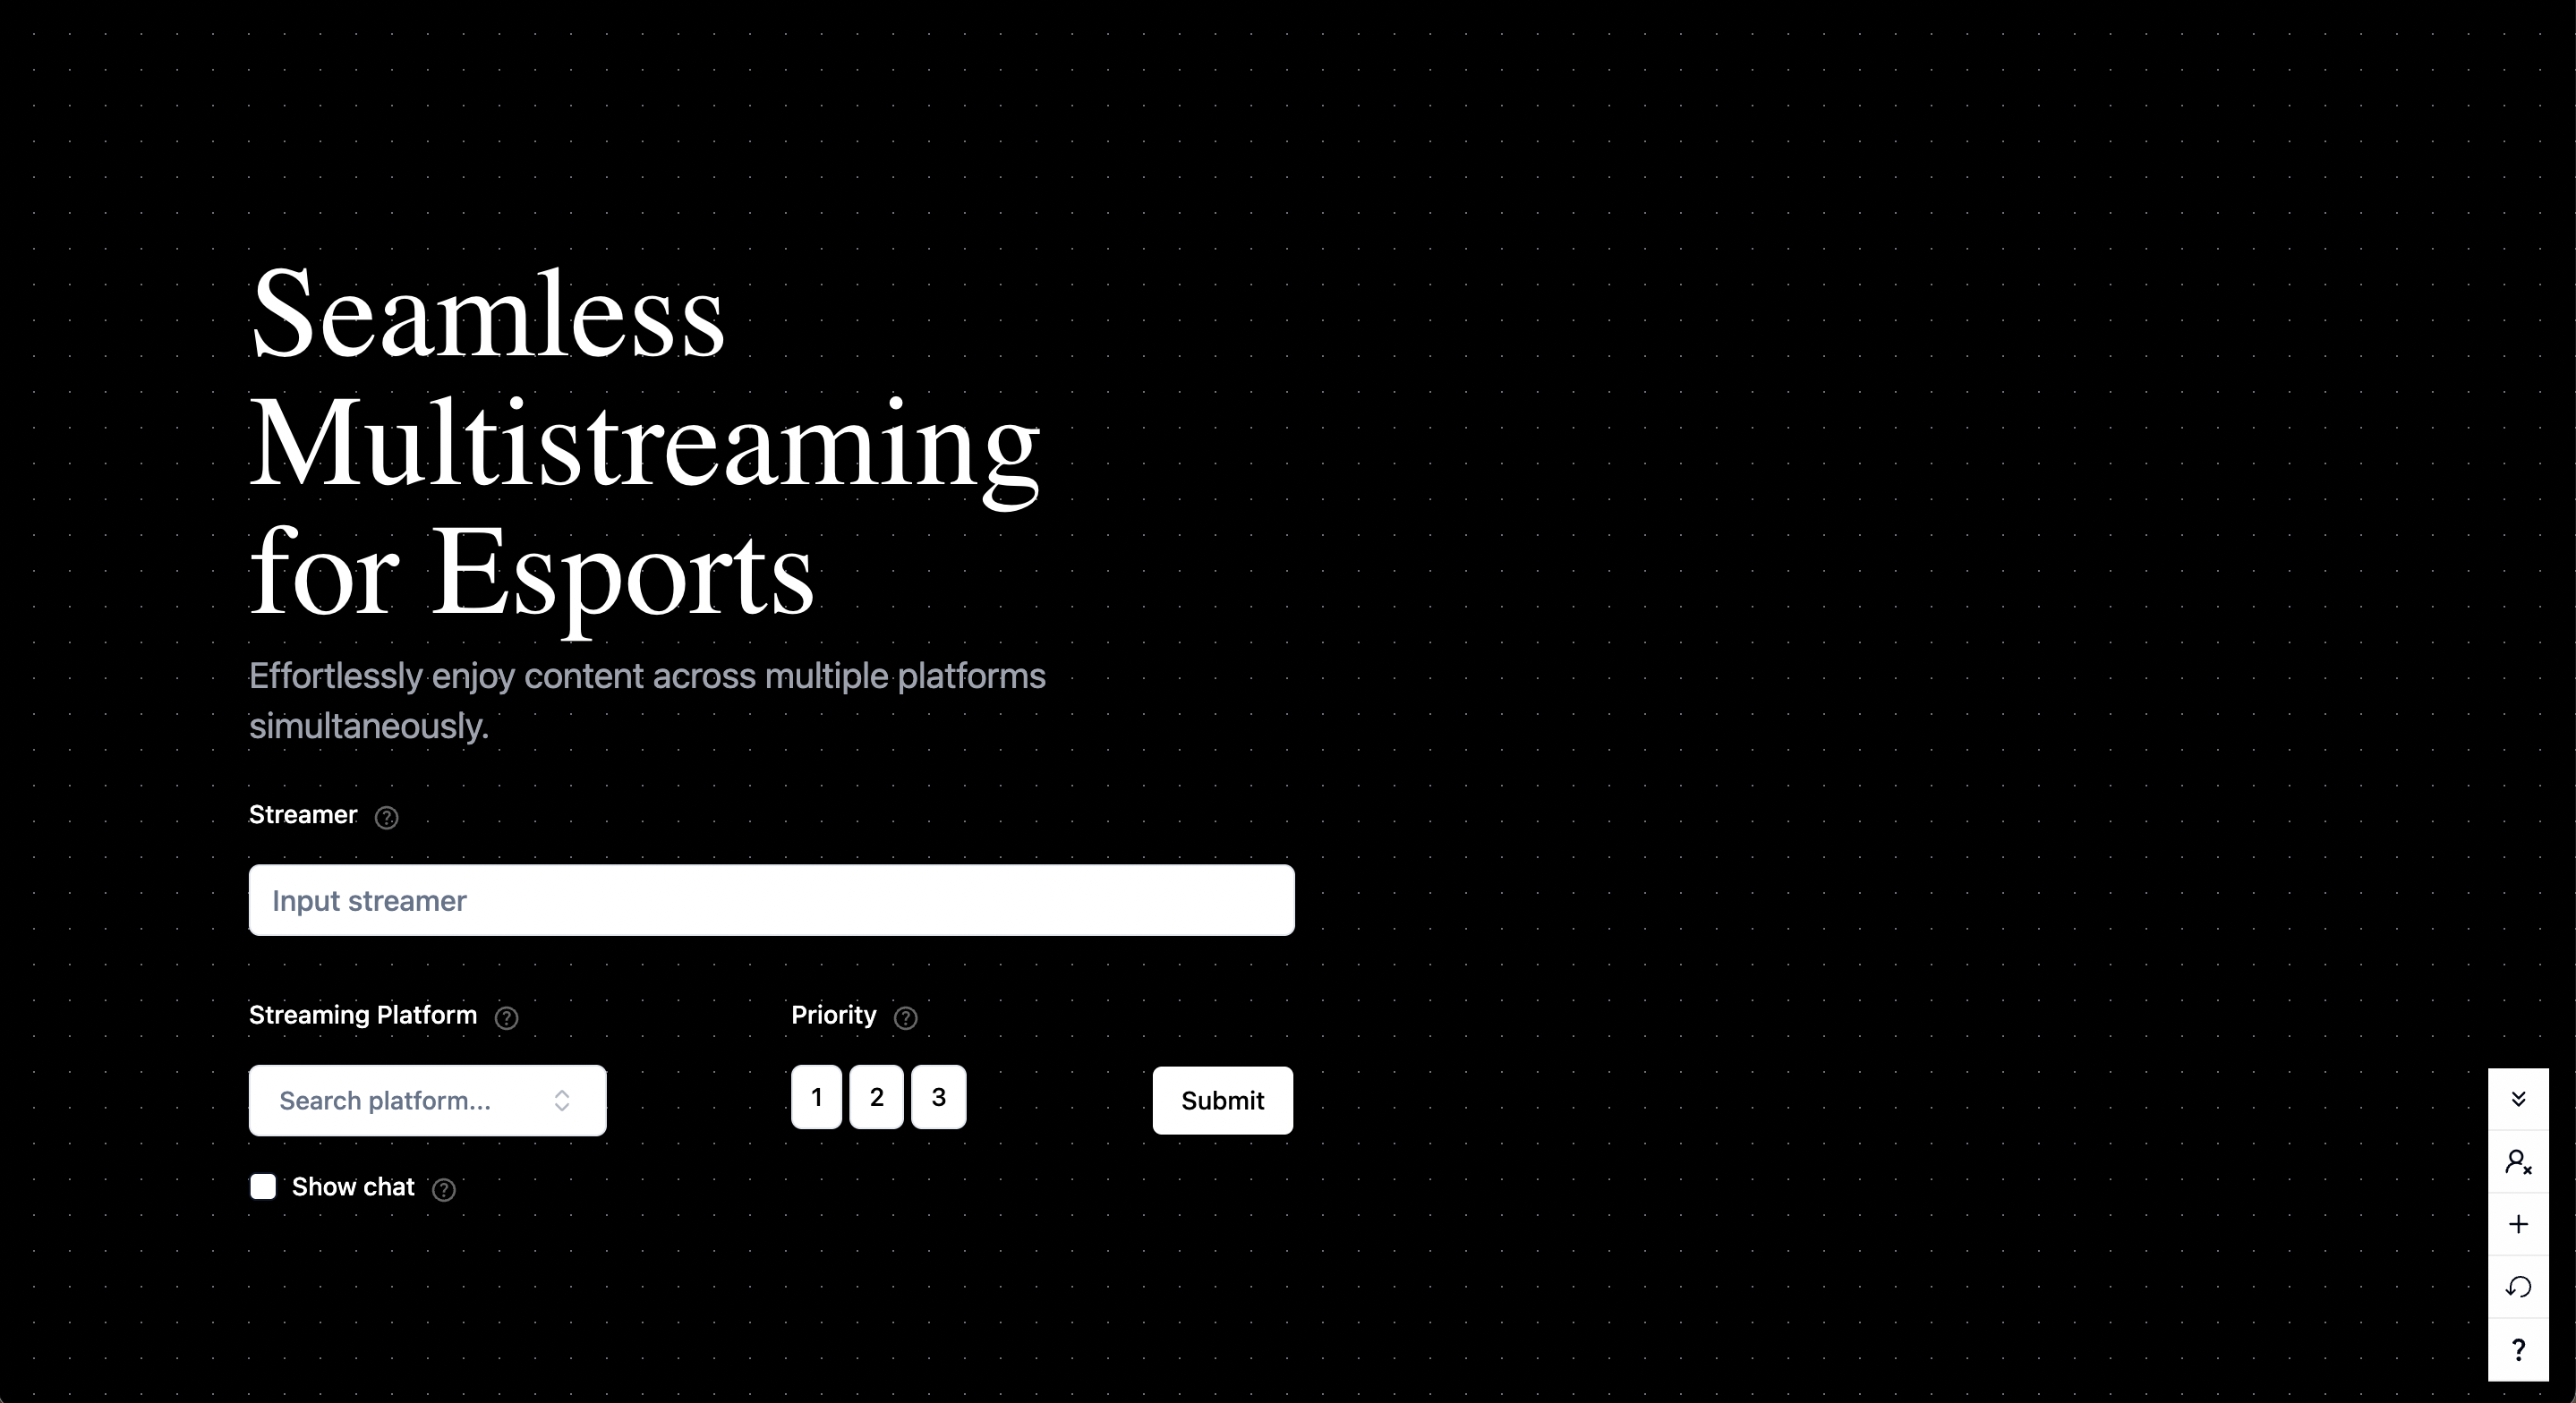 Seamless
Multistreaming
for Esports
Effortlessly enjoy content across multiple platforms
simultaneously.
Streamer ?
Input streamer
Streaming Platform ? Priority ?
Search platform... 1 2 3 Submit
Show chat ?
?